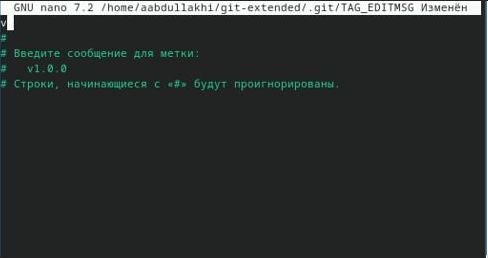 GNU nano 7.2 /home/aabdullakhi/git-extended/.git/TAG_EDITMSG Изменён
v
#
# Введите сообщение для метки:
#   v1.0.0
# Строки, начинающиеся с «#» будут проигнорированы.